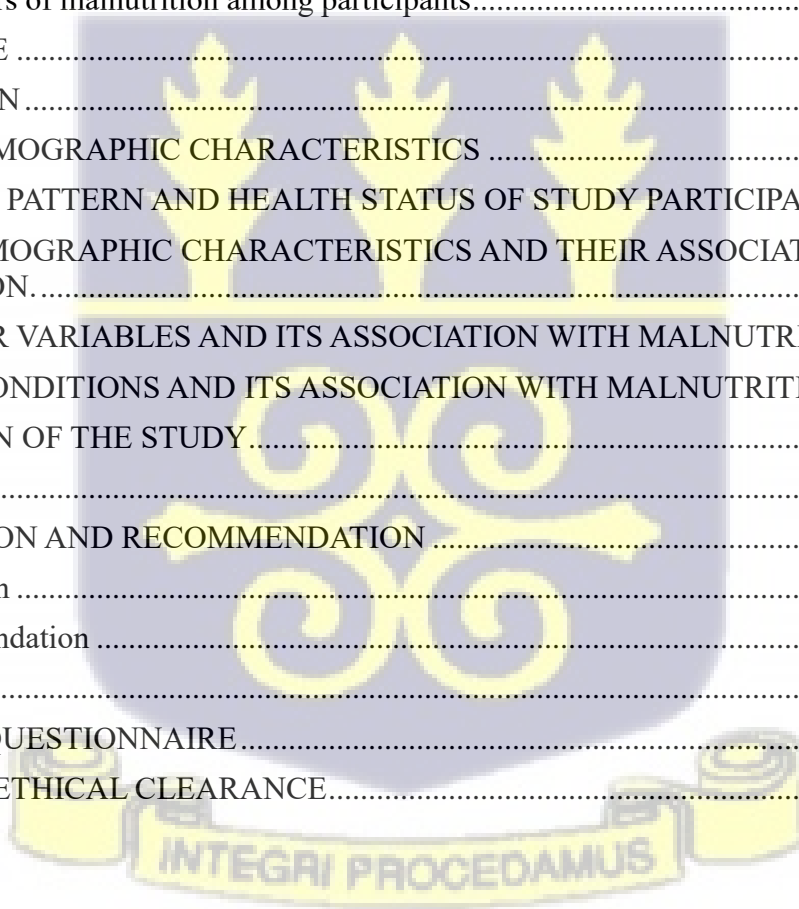 rs of malnutrition among participants.......................................
E ..........................................................................................
N..........................................................................................
MOGRAPHIC CHARACTERISTICS .......................................
PATTERN AND HEALTH STATUS OF STUDY PARTICIPA
MOGRAPHIC CHARACTERISTICS AND THEIR ASSOCIAT
ON...........................................................................................
R VARIABLES AND ITS ASSOCIATION WITH MALNUTRI
ONDITIONS AND ITS ASSOCIATION WITH MALNUTRITI
N OF THE STUDY....................................................................
................................................................................................
ON AND RECOMMENDATION .............................................
n ..............................................................................................
ndation ....................................................................................
................................................................................................
QUESTIONNAIRE.....................................................................
ETHICAL CLEARANCE..........................................................
INTEGRI PROCEDAMUS